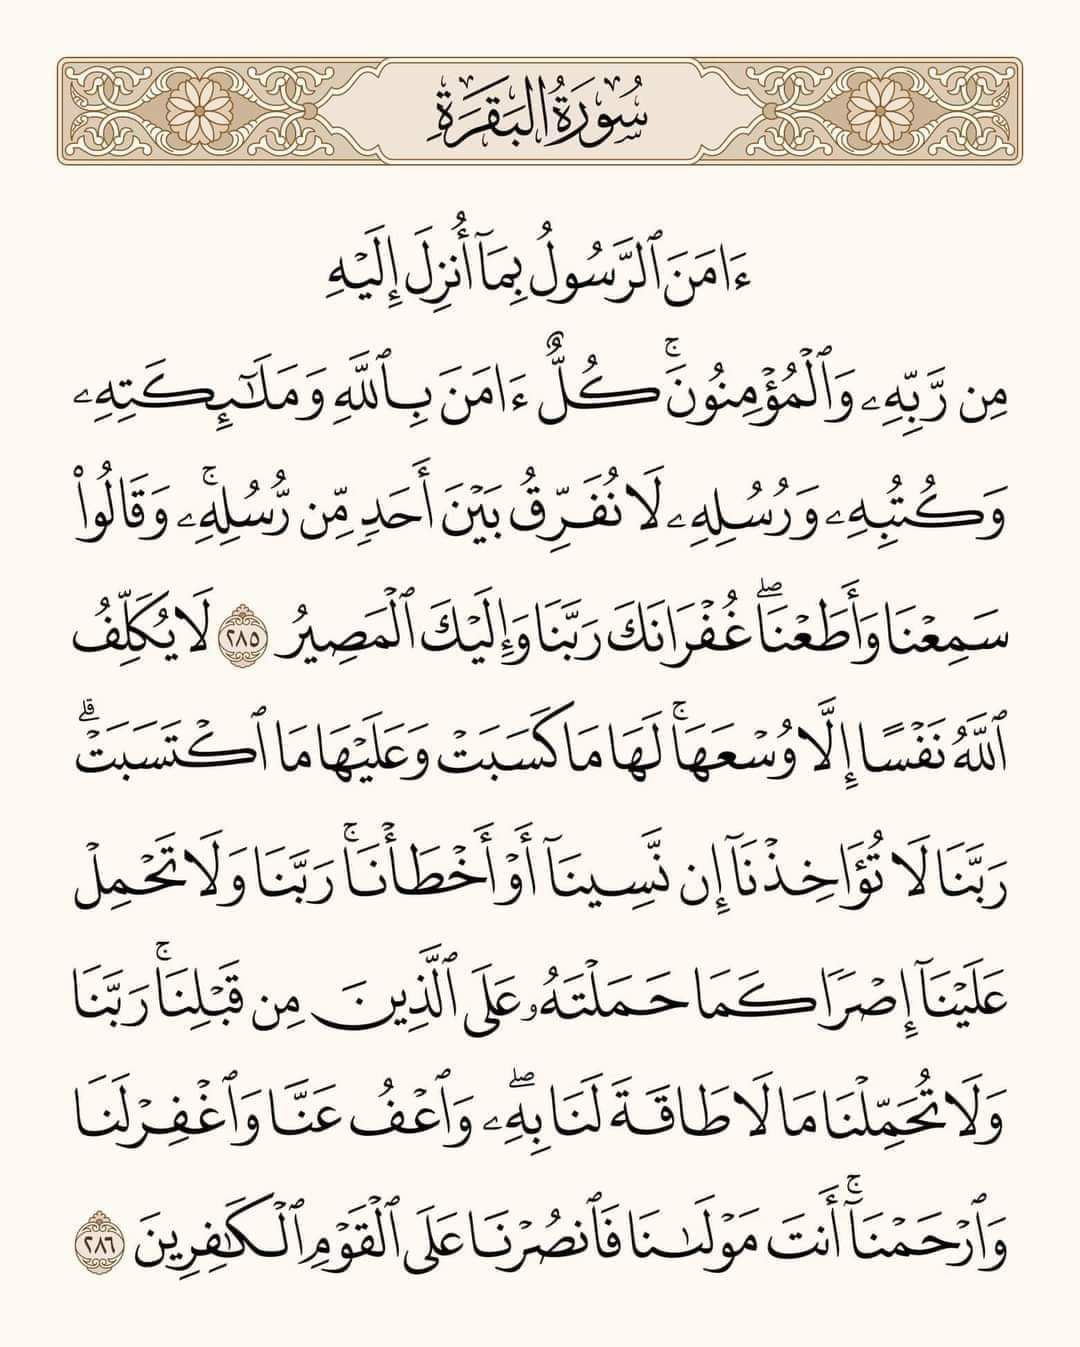 سُورَةُ الْبَقَرَةِ
ءَامَنَ ٱلرَّسُولُ بِمَآ أُنزِلَ إِلَيْهِ
مِن رَّبِّهِۦ وَٱلْمُؤْمِنُونَ ۚ كُلٌّ ءَامَنَ بِٱللَّهِ وَمَلَـٰٓئِكَتِهِۦ
وَكُتُبِهِۦ وَرُسُلِهِۦ لَا نُفَرِّقُ بَيْنَ أَحَدٍ مِّن رُّسُلِهِۦ ۚ وَقَالُوا۟
سَمِعْنَا وَأَطَعْنَا ۖ غُفْرَانَكَ رَبَّنَا وَإِلَيْكَ ٱلْمَصِيرُ ٢٨٥ لَا يُكَلِّفُ
ٱللَّهُ نَفْسًا إِلَّا وُسْعَهَا ۚ لَهَا مَا كَسَبَتْ وَعَلَيْهَا مَا ٱكْتَسَبَتْ ۗ
رَبَّنَا لَا تُؤَاخِذْنَآ إِن نَّسِينَآ أَوْ أَخْطَأْنَا ۚ رَبَّنَا وَلَا تَحْمِلْ
عَلَيْنَآ إِصْرًا كَمَا حَمَلْتَهُۥ عَلَى ٱلَّذِينَ مِن قَبْلِنَا ۚ رَبَّنَا
وَلَا تُحَمِّلْنَا مَا لَا طَاقَةَ لَنَا بِهِۦ ۖ وَٱعْفُ عَنَّا وَٱغْفِرْ لَنَا
وَٱرْحَمْنَآ ۚ أَنتَ مَوْلَىٰنَا فَٱنصُرْنَا عَلَى ٱلْقَوْمِ ٱلْكَـٰفِرِينَ ٢٨٦